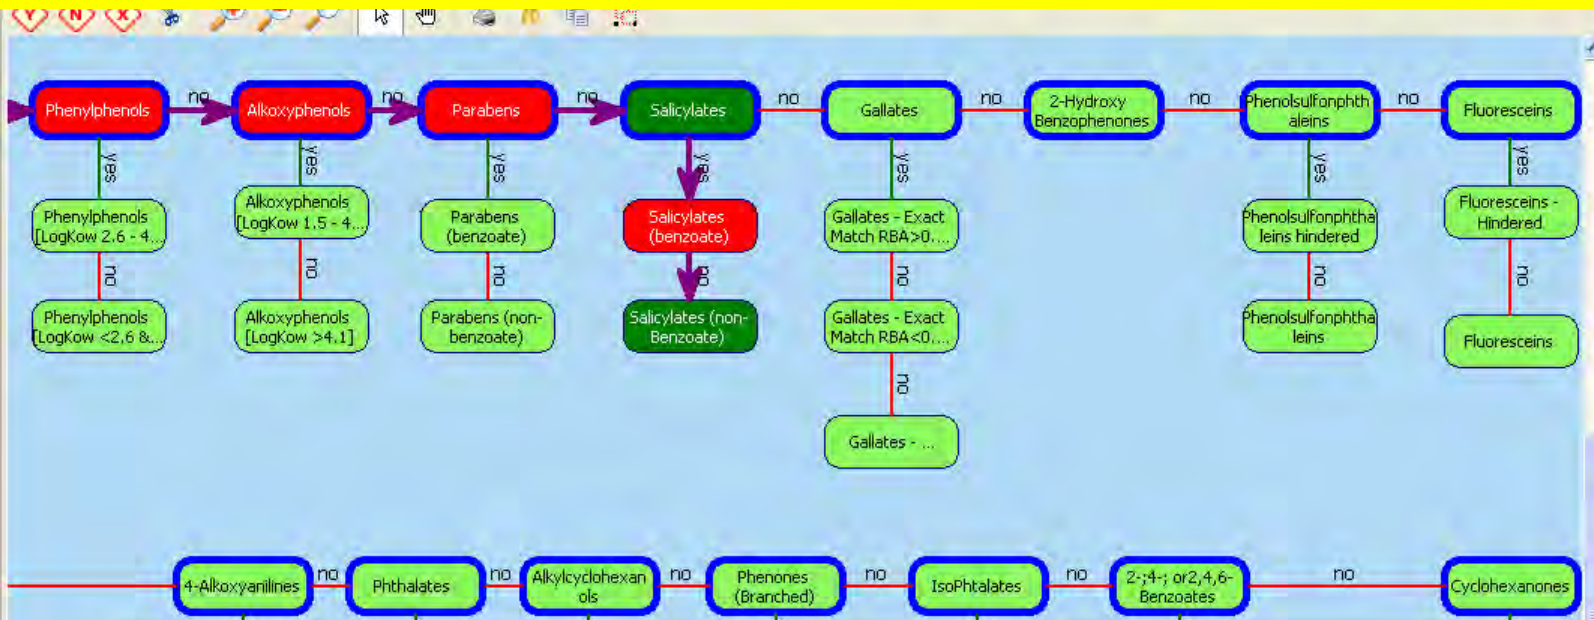 Y N X
no no no no no no no
Phenylphenols Alkoxyphenols Parabens Salicylates Gallates 2-Hydroxy Benzophenones Phenolsulfonphth aleins Fluoresceins
yes yes yes yes yes yes yes
Phenylphenols
[LogKow 2.6 - 4...
Alkoxyphenols
[LogKow 1.5 - 4...
Parabens
(benzoate)
Salicylates
(benzoate)
Gallates - Exact
Match RBA>0....
Phenolsulfonphtha
leins hindered
Fluoresceins -
Hindered
no no no no no no no
Phenylphenols
[LogKow <2.6 &...
Alkoxyphenols
[LogKow >4.1]
Parabens (non-
benzoate)
Salicylates (non-
Benzoate)
Gallates - Exact
Match RBA<0....
Phenolsulfonphtha
leins
Fluoresceins
no
Gallates - ...
no no no no no no
4-Alkoxyanilines Phthalates Alkylcyclohexan ols Phenones (Branched) IsoPhtalates 2-;4-; or2,4,6- Benzoates Cyclohexanones